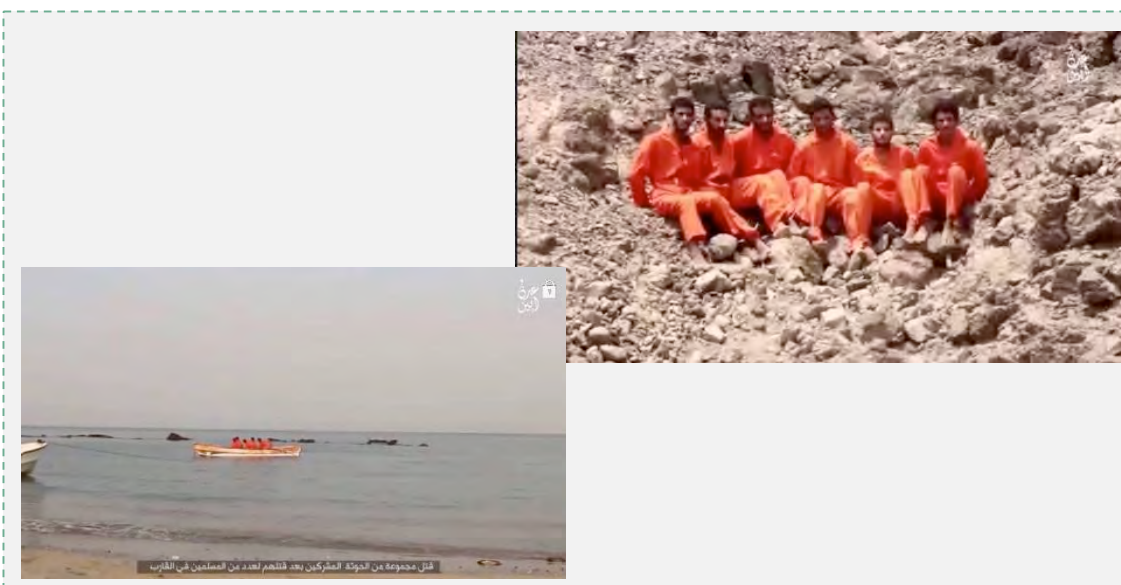 قتل مجموعة من الحوثة المشركين بعد قتلهم لعدد من المسلمين في القارب